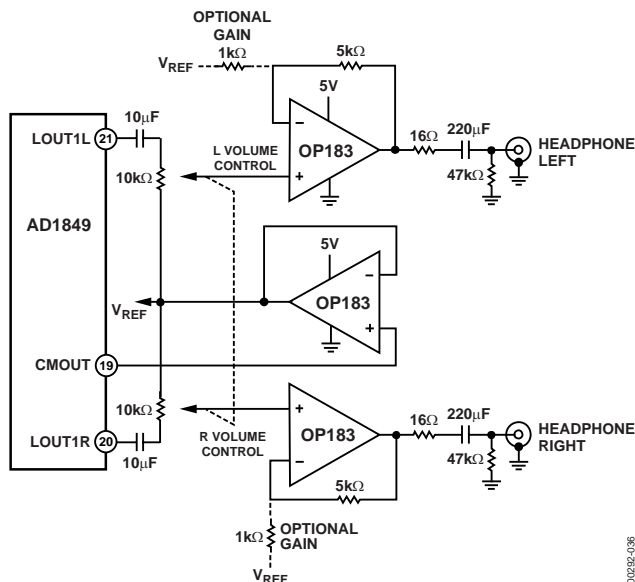 OPTIONAL
GAIN
1kΩ
VREF
5kΩ
5V
10µF
LOUT1L
21
L VOLUME
CONTROL
OP183
16Ω
220µF
HEADPHONE
LEFT
47kΩ
10kΩ
AD1849
5V
OP183
VREF
CMOUT
19
10kΩ
16Ω
220µF
HEADPHONE
RIGHT
OP183
LOUT1R
20
R VOLUME
CONTROL
47kΩ
10µF
5kΩ
1kΩ
OPTIONAL
GAIN
VREF
00292-036